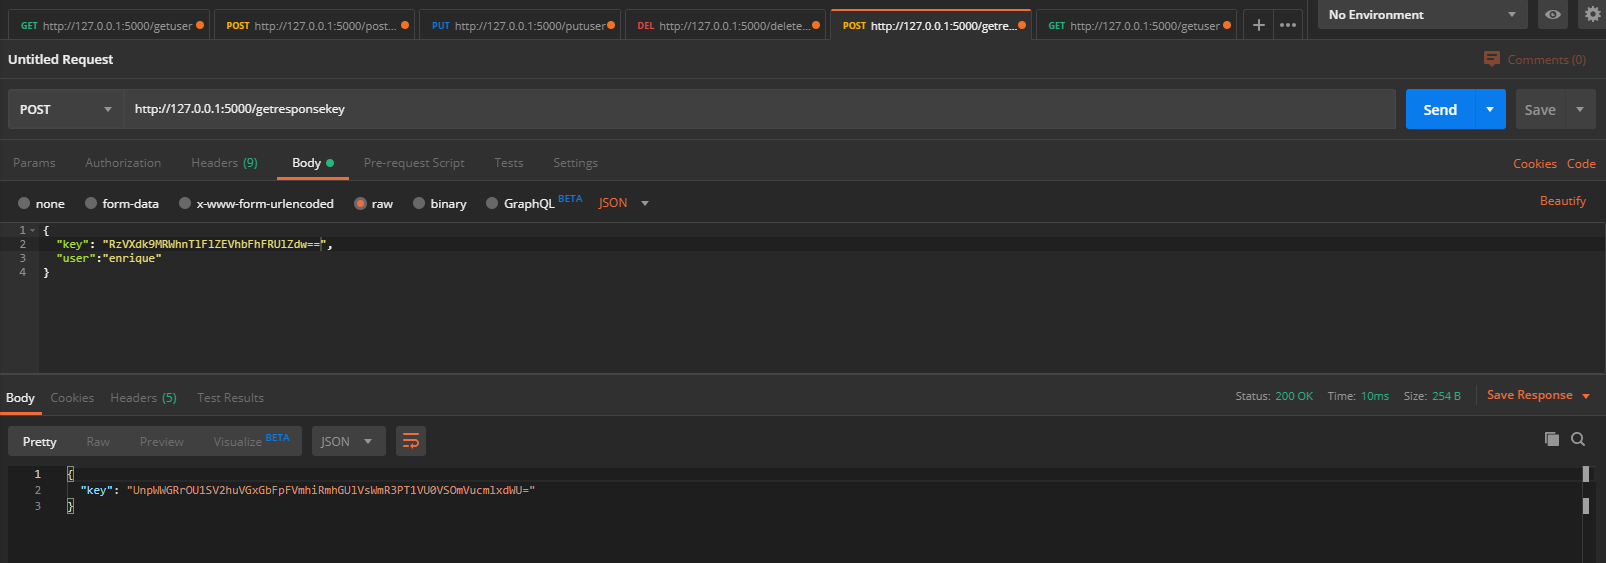 GET http://127.0.0.1:5000/getuser POST http://127.0.0.1:5000/post... PUT http://127.0.0.1:5000/putuser DEL http://127.0.0.1:5000/delete... POST http://127.0.0.1:5000/getre... GET http://127.0.0.1:5000/getuser + ••• No Environment
Untitled Request Comments (0)
POST http://127.0.0.1:5000/getresponsekey Send Save
Params Authorization Headers (9) Body Pre-request Script Tests Settings Cookies Code
none form-data x-www-form-urlencoded raw binary GraphQL BETA JSON Beautify
1 {
2 "key": "RzVXdk9MRWhnTlFlZEVhbFhFRUlZdw==",
3 "user":"enrique"
4 }
Body Cookies Headers (5) Test Results Status: 200 OK Time: 10ms Size: 254 B Save Response
Pretty Raw Preview Visualize BETA JSON
1 {
2 "key": "UnpWWGRrOU1SV2huVGxGbFpFVmhiRmhGUlVsWmR3PT1VU0VSOmVucmlxdWU="
3 }